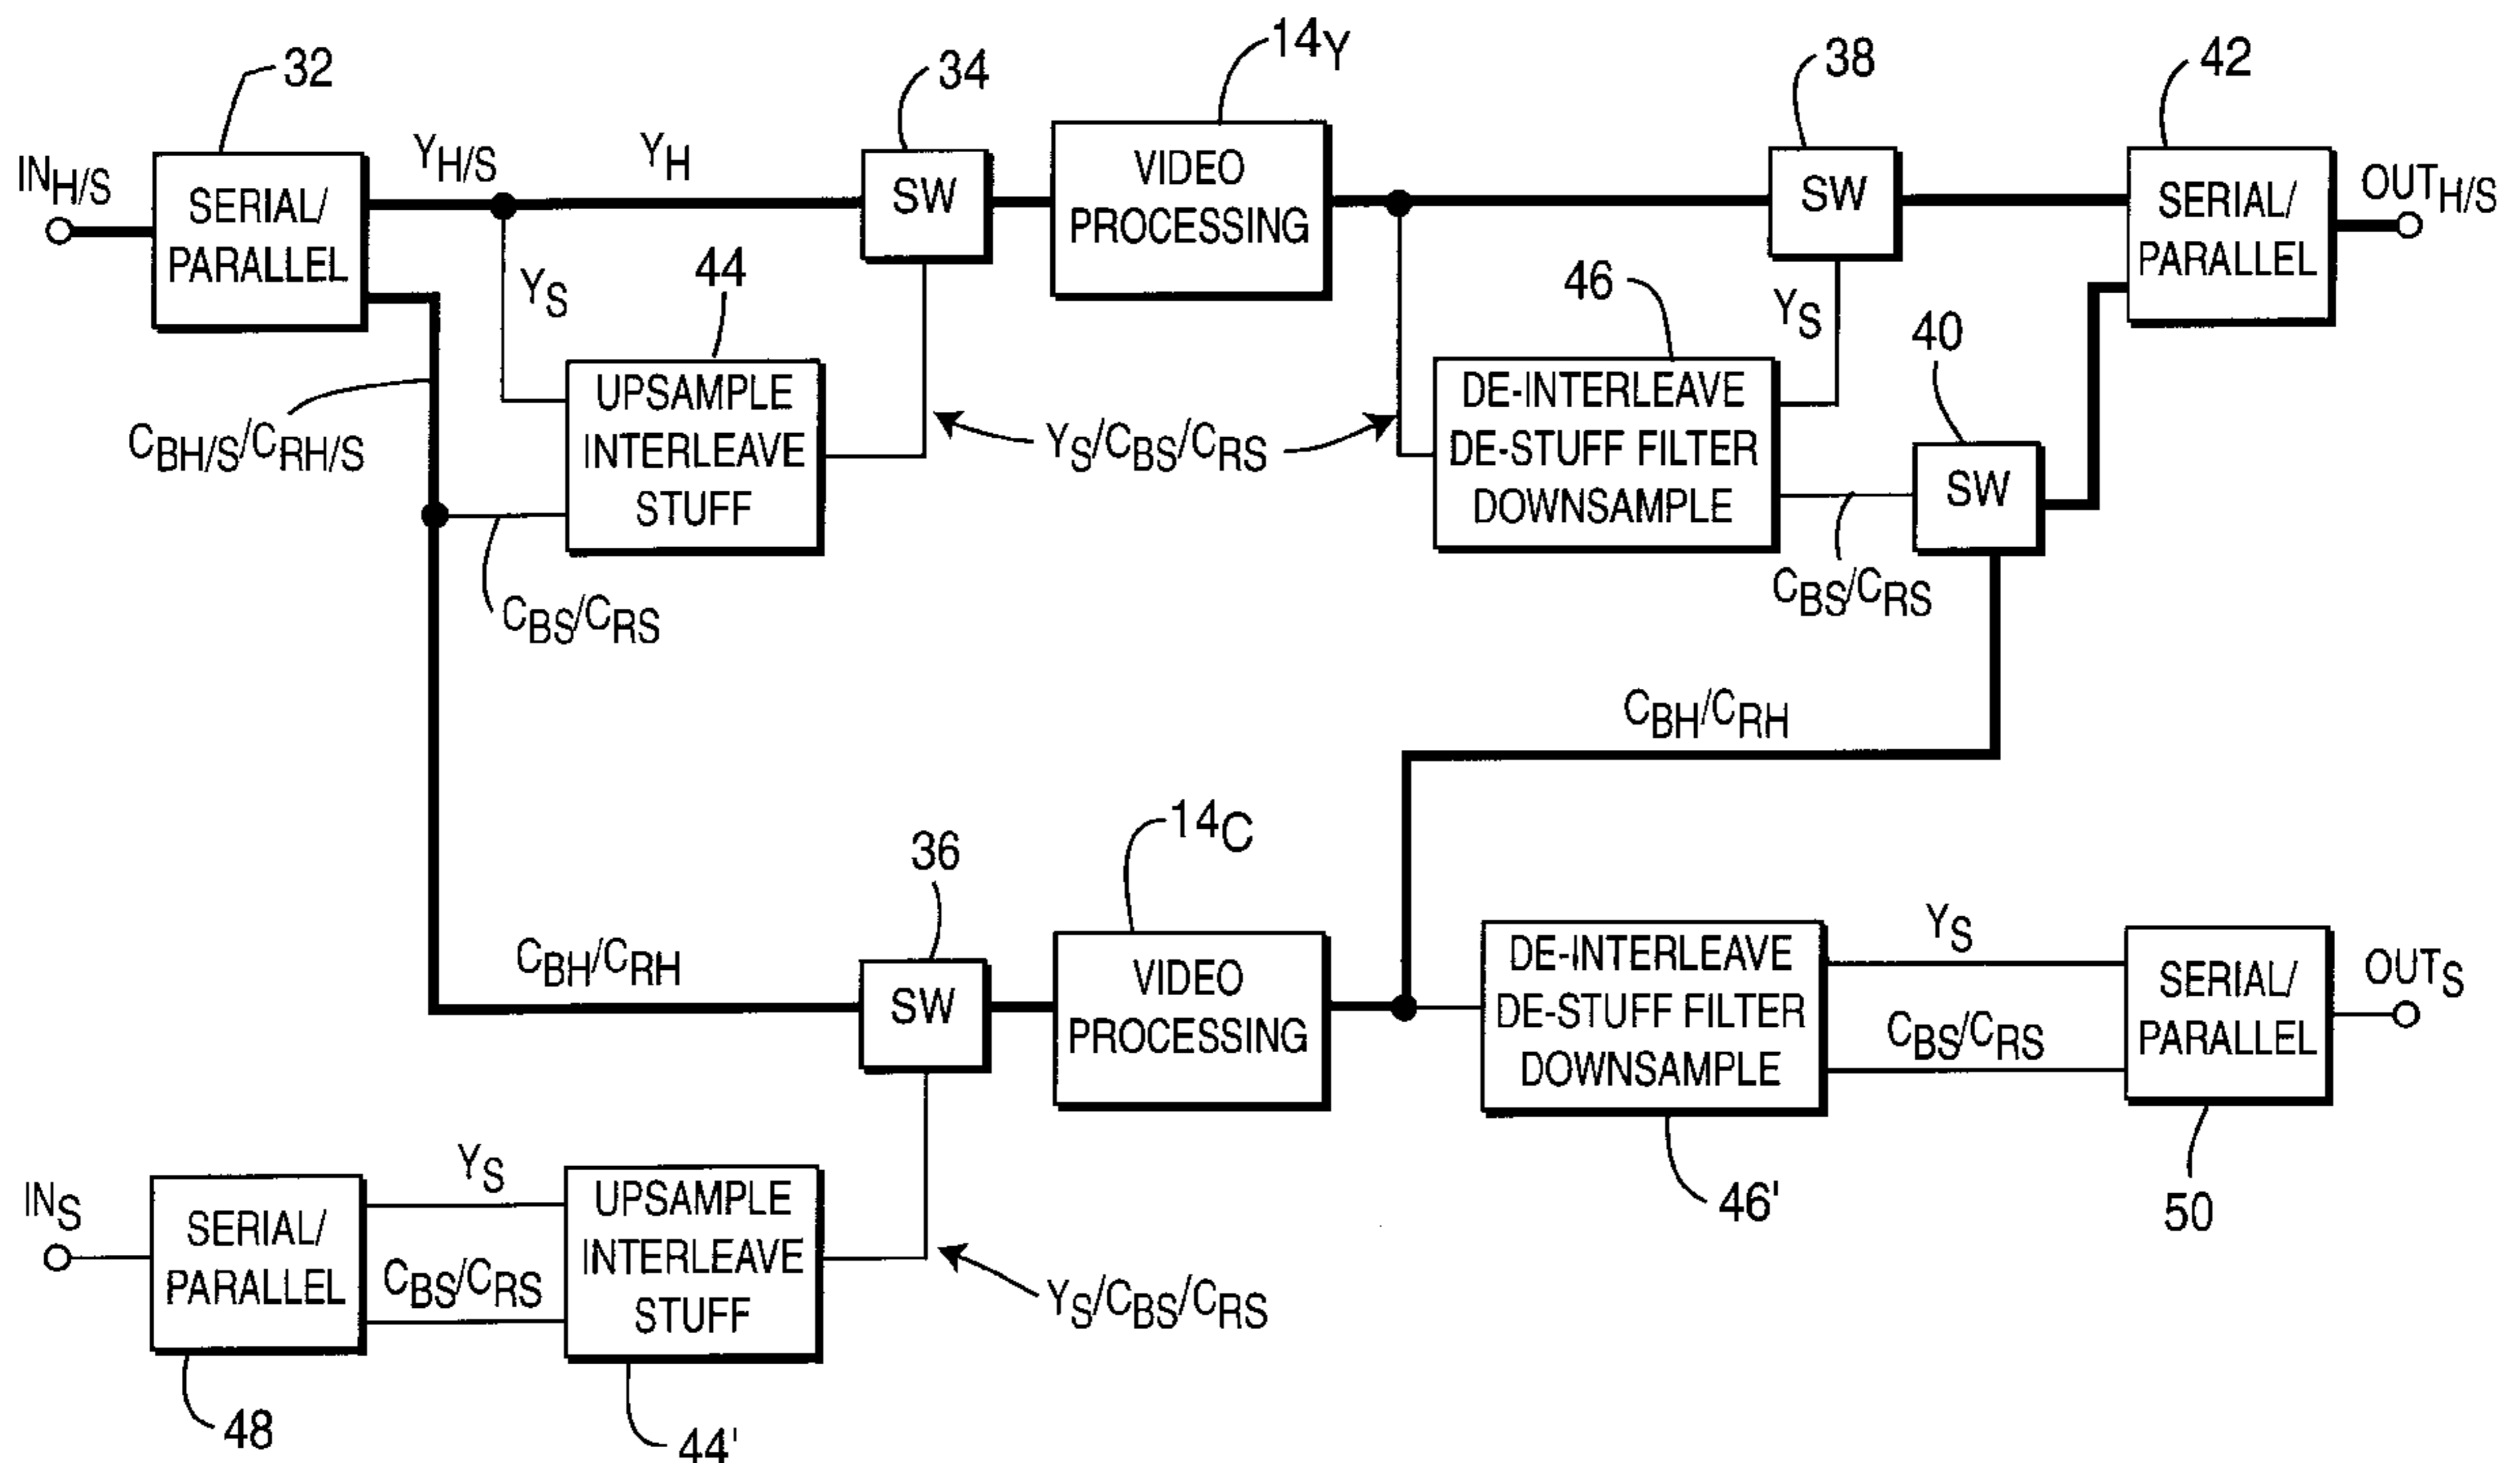 32
34
14Y
38
42
INH/S
SERIAL/
PARALLEL
YH/S
YH
SW
VIDEO
PROCESSING
SW
SERIAL/
PARALLEL
OUTH/S
YS
44
46
YS
40
UPSAMPLE
INTERLEAVE
STUFF
DE-INTERLEAVE
DE-STUFF FILTER
DOWNSAMPLE
CBH/S/CRH/S
YS/CBS/CRS
SW
CBS/CRS
CBS/CRS
CBH/CRH
14C
36
CBH/CRH
SW
VIDEO
PROCESSING
DE-INTERLEAVE
DE-STUFF FILTER
DOWNSAMPLE
YS
CBS/CRS
SERIAL/
PARALLEL
OUTS
INS
SERIAL/
PARALLEL
YS
CBS/CRS
UPSAMPLE
INTERLEAVE
STUFF
YS/CBS/CRS
46'
50
48
44'